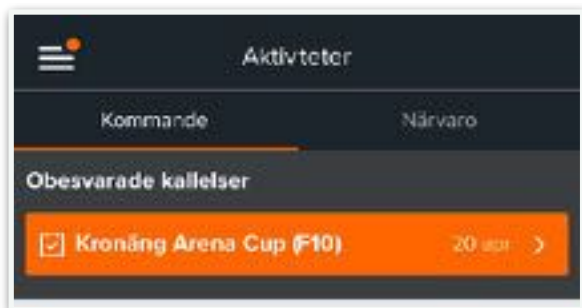 Aktivteter
Kommande
Närvaro
Obesvarade kallelser
Kronäng Arena Cup (F10)
20 apr